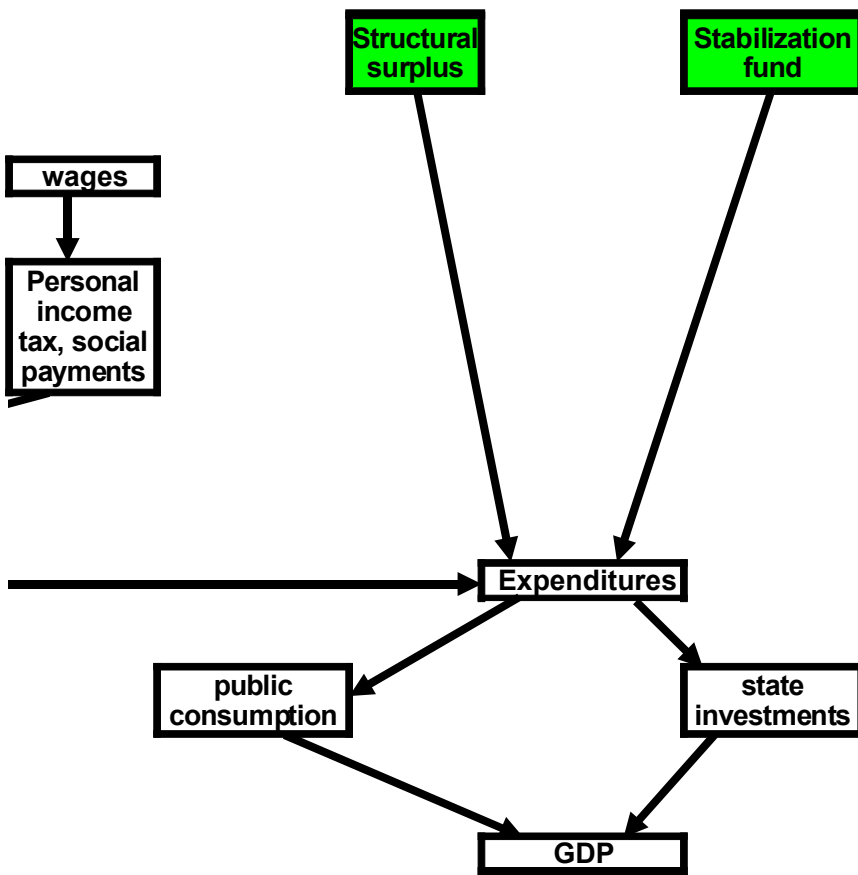 Structural
surplus
Stabilization
fund
wages
Personal
income
tax, social
payments
Expenditures
public
consumption
state
investments
GDP